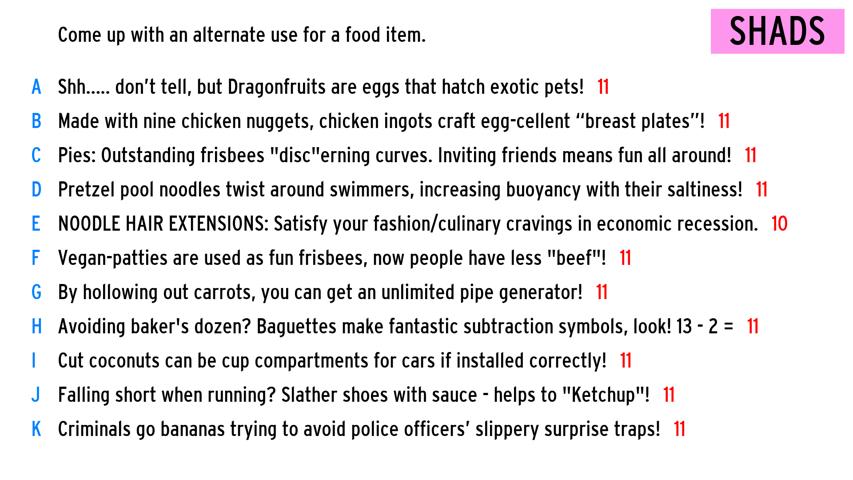 Come up with an alternate use for a food item.
SHADS
A Shh..... don't tell, but Dragonfruits are eggs that hatch exotic pets! 11
B Made with nine chicken nuggets, chicken ingots craft egg-cellent “breast plates”! 11
C Pies: Outstanding frisbees "disc"erning curves. Inviting friends means fun all around! 11
D Pretzel pool noodles twist around swimmers, increasing buoyancy with their saltiness! 11
E NOODLE HAIR EXTENSIONS: Satisfy your fashion/culinary cravings in economic recession. 10
F Vegan-patties are used as fun frisbees, now people have less "beef"! 11
G By hollowing out carrots, you can get an unlimited pipe generator! 11
H Avoiding baker's dozen? Baguettes make fantastic subtraction symbols, look! 13 - 2 = 11
I Cut coconuts can be cup compartments for cars if installed correctly! 11
J Falling short when running? Slather shoes with sauce - helps to "Ketchup"! 11
K Criminals go bananas trying to avoid police officers’ slippery surprise traps! 11